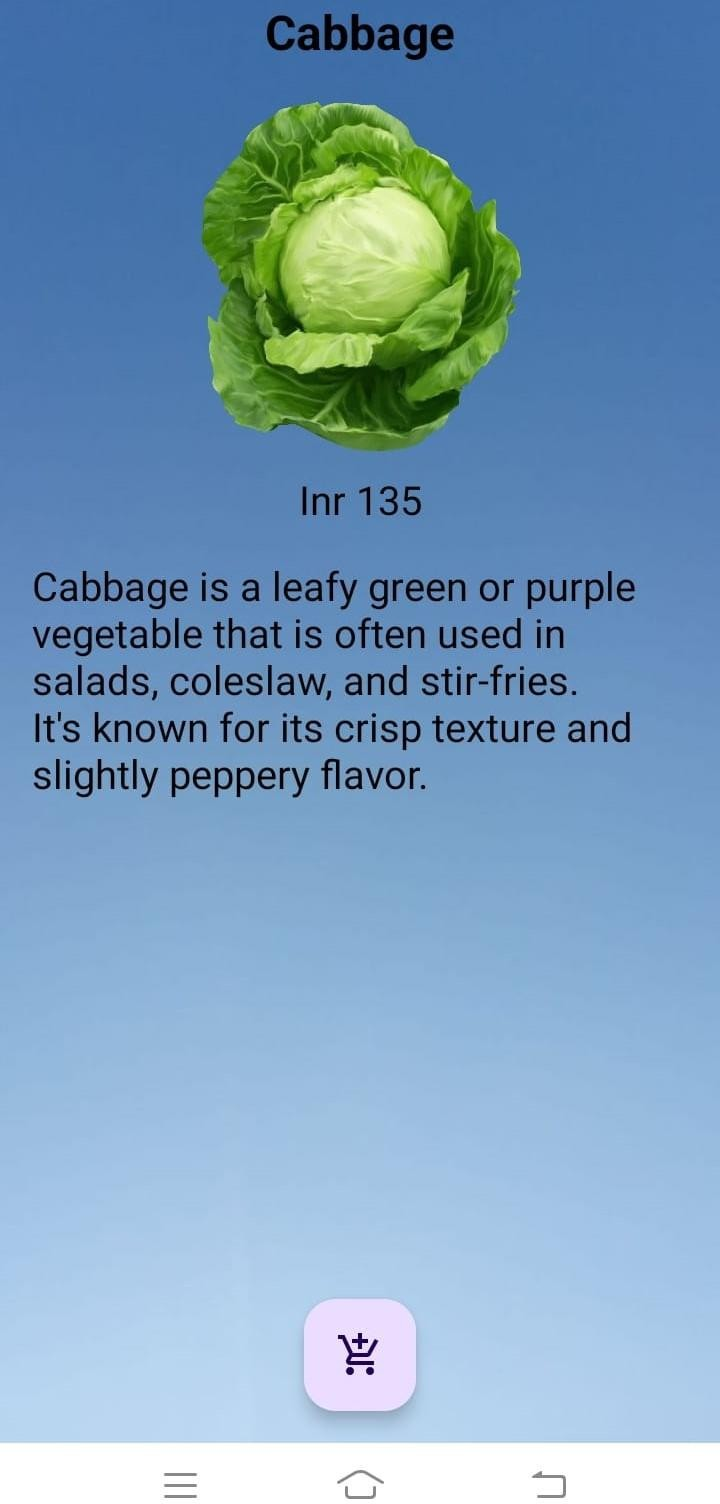 Cabbage
Inr 135
Cabbage is a leafy green or purple
vegetable that is often used in
salads, coleslaw, and stir-fries.
It's known for its crisp texture and
slightly peppery flavor.